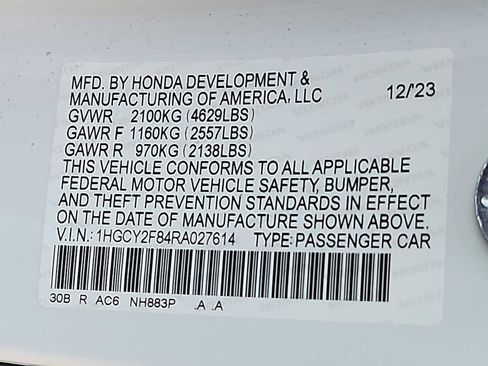 MFD. BY HONDA DEVELOPMENT &
MANUFACTURING OF AMERICA, LLC 12/23
GVWR 2100KG (4629LBS)
GAWR F 1160KG (2557LBS)
GAWR R 970KG (2138LBS)
THIS VEHICLE CONFORMS TO ALL APPLICABLE
FEDERAL MOTOR VEHICLE SAFETY, BUMPER,
AND THEFT PREVENTION STANDARDS IN EFFECT
ON THE DATE OF MANUFACTURE SHOWN ABOVE.
V.I.N.: 1HGCY2F84RA027614 TYPE: PASSENGER CAR
30B R AC6 NH883P .A .A